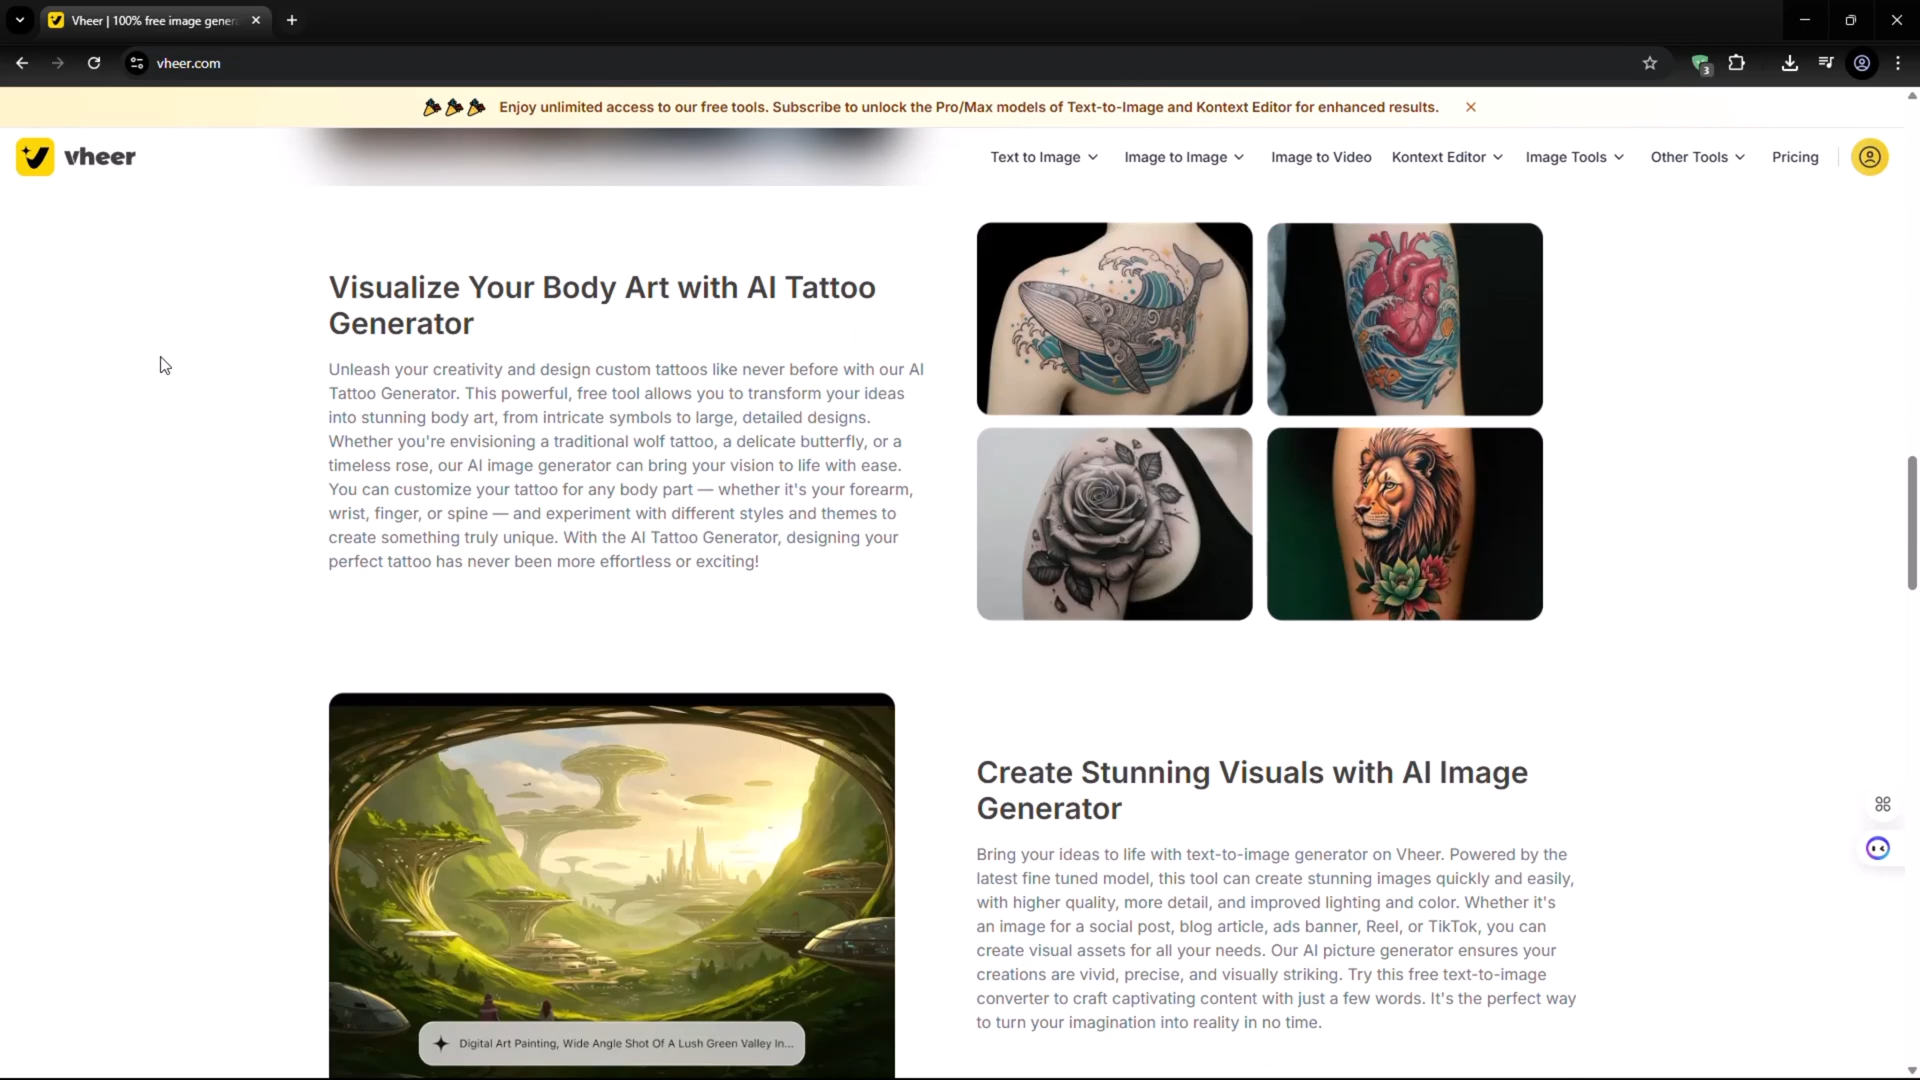 Vheer | 100% free image gener
vheer.com
3
Enjoy unlimited access to our free tools. Subscribe to unlock the Pro/Max models of Text-to-Image and Kontext Editor for enhanced results.
vheer
Text to Image
Image to Image
Image to Video
Kontext Editor
Image Tools
Other Tools
Pricing
Visualize Your Body Art with AI Tattoo
Generator
Unleash your creativity and design custom tattoos like never before with our AI
Tattoo Generator. This powerful, free tool allows you to transform your ideas
into stunning body art, from intricate symbols to large, detailed designs.
Whether you're envisioning a traditional wolf tattoo, a delicate butterfly, or a
timeless rose, our AI image generator can bring your vision to life with ease.
You can customize your tattoo for any body part — whether it's your forearm,
wrist, finger, or spine — and experiment with different styles and themes to
create something truly unique. With the AI Tattoo Generator, designing your
perfect tattoo has never been more effortless or exciting!
Digital Art Painting, Wide Angle Shot Of A Lush Green Valley In...
Create Stunning Visuals with AI Image
Generator
Bring your ideas to life with text-to-image generator on Vheer. Powered by the
latest fine tuned model, this tool can create stunning images quickly and easily,
with higher quality, more detail, and improved lighting and color. Whether it's
an image for a social post, blog article, ads banner, Reel, or TikTok, you can
create visual assets for all your needs. Our AI picture generator ensures your
creations are vivid, precise, and visually striking. Try this free text-to-image
converter to craft captivating content with just a few words. It's the perfect way
to turn your imagination into reality in no time.